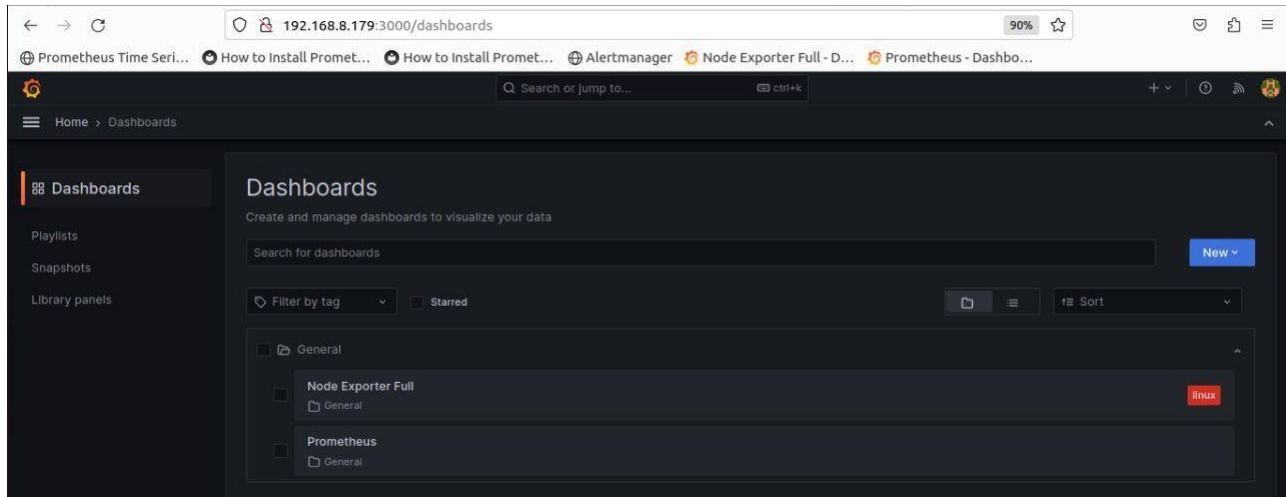 192.168.8.179:3000/dashboards
90%
Prometheus Time Seri...
How to Install Promet...
How to Install Promet...
Alertmanager
Node Exporter Full - D...
Prometheus - Dashbo...
Search or jump to...
ctrl+k
Home › Dashboards
Dashboards
Playlists
Snapshots
Library panels
Dashboards
Create and manage dashboards to visualize your data
Search for dashboards
New
Filter by tag
Starred
Sort
General
Node Exporter Full
General
linux
Prometheus
General